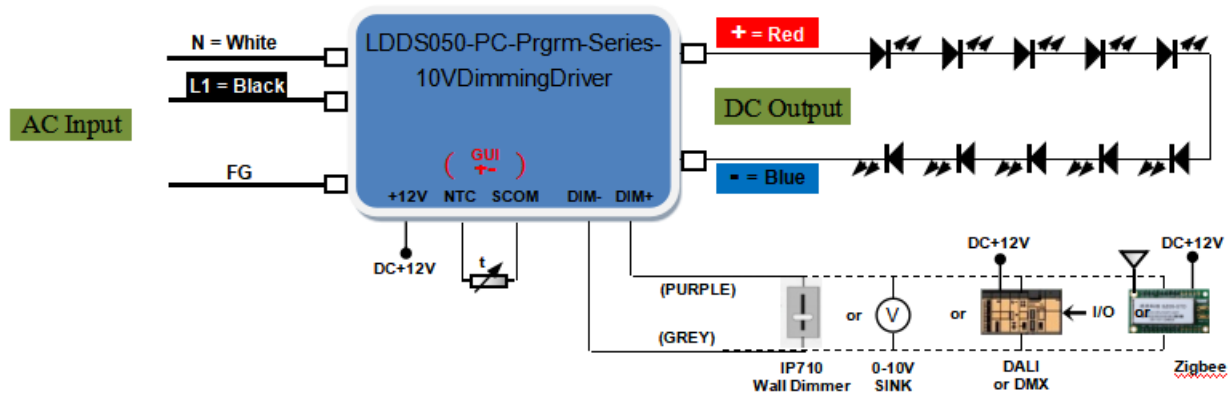 LDDS050-PC-Prgrm-Series-
10VDimmingDriver
N = White
L1 = Black
AC Input
FG
+ = Red
DC Output
- = Blue
( GUI )
+-
+12V NTC SCOM DIM- DIM+
DC+12V
t
(PURPLE)
(GREY)
DC+12V
DC+12V
or
V
or
I/O
or
IP710
Wall Dimmer
0-10V
SINK
DALI
or DMX
Zigbee